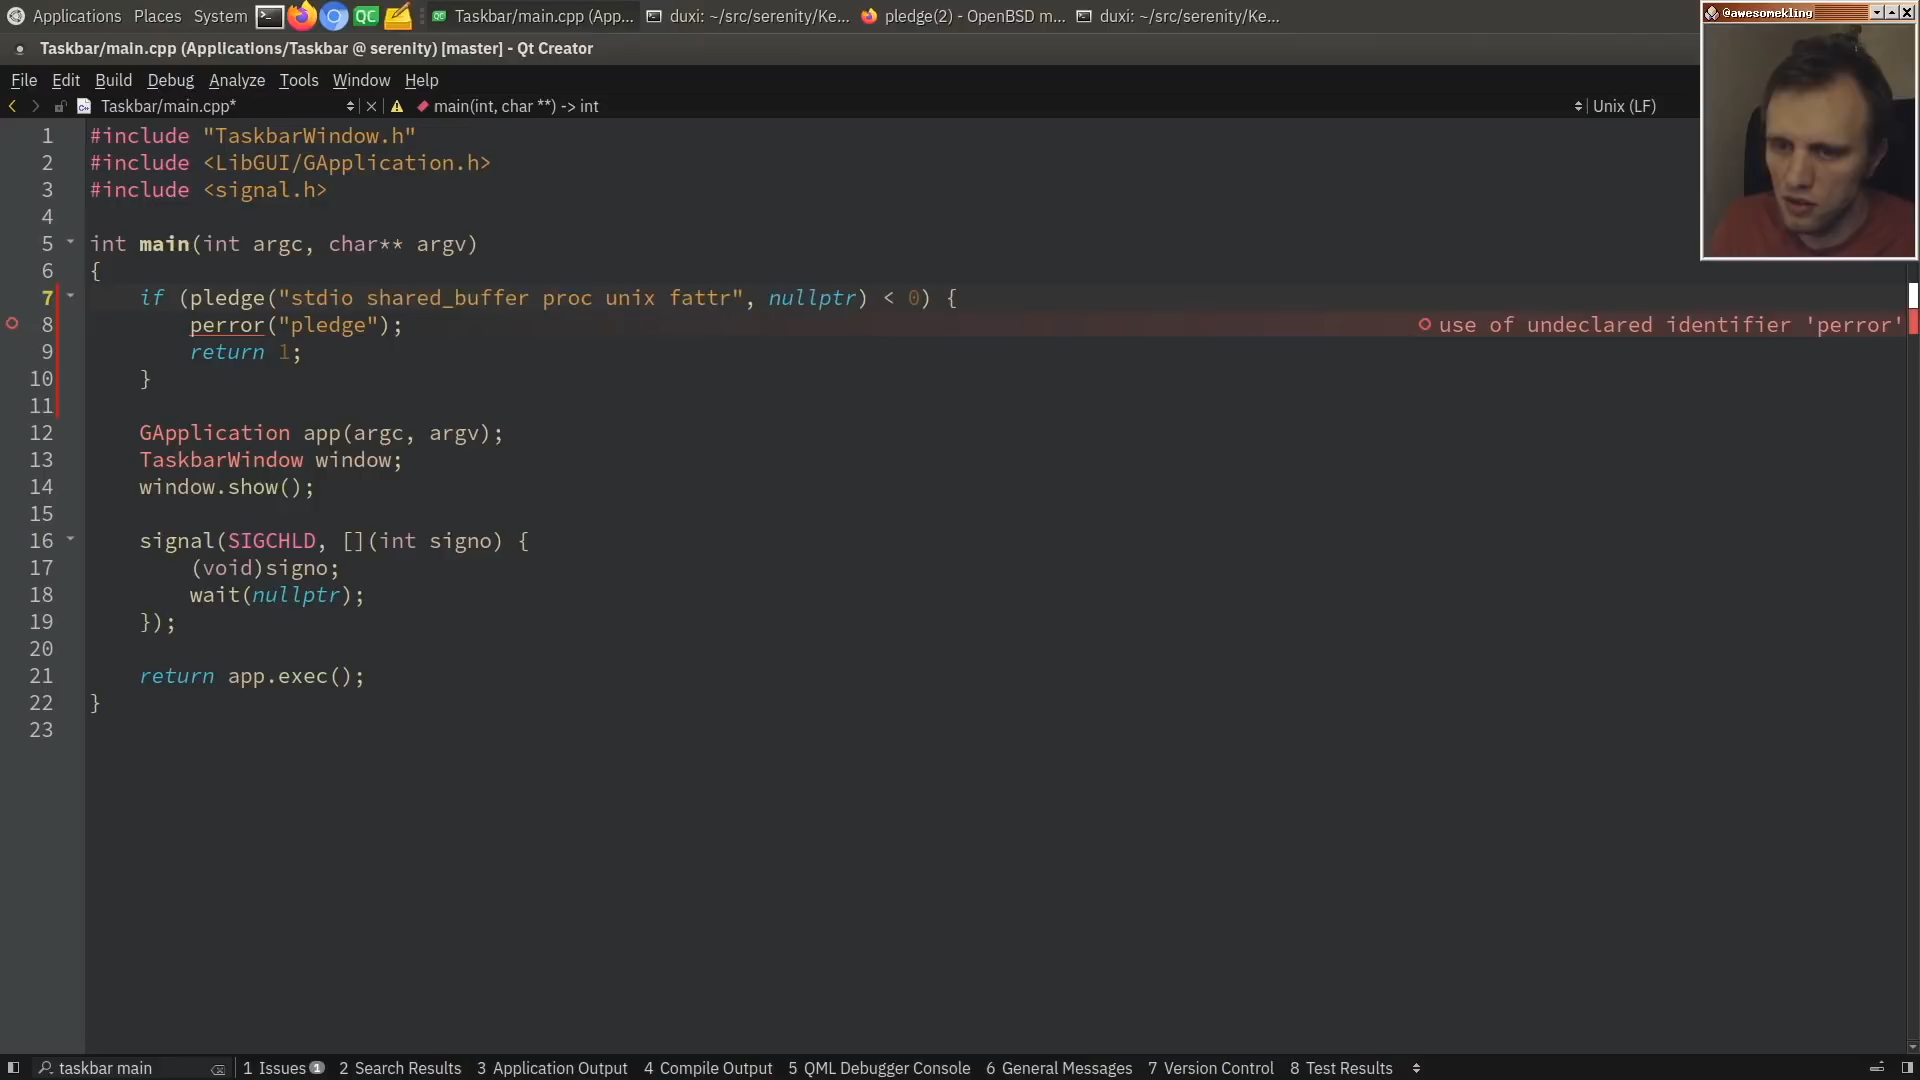 Applications Places System Taskbar/main.cpp (App... duxi: ~/src/serenity/Ke... pledge(2) - OpenBSD m... duxi: ~/src/serenity/Ke...
@awesomekling
Taskbar/main.cpp (Applications/Taskbar @ serenity) [master] - Qt Creator
File Edit Build Debug Analyze Tools Window Help
Taskbar/main.cpp* main(int, char **) -> int Unix (LF)
1 #include "TaskbarWindow.h"
2 #include <LibGUI/GApplication.h>
3 #include <signal.h>
4
5 int main(int argc, char** argv)
6 {
7 if (pledge("stdio shared_buffer proc unix fattr", nullptr) < 0) {
8 perror("pledge"); use of undeclared identifier 'perror'
9 return 1;
10 }
11
12 GApplication app(argc, argv);
13 TaskbarWindow window;
14 window.show();
15
16 signal(SIGCHLD, [](int signo) {
17 (void)signo;
18 wait(nullptr);
19 });
20
21 return app.exec();
22 }
23
taskbar main 1 Issues 1 2 Search Results 3 Application Output 4 Compile Output 5 QML Debugger Console 6 General Messages 7 Version Control 8 Test Results